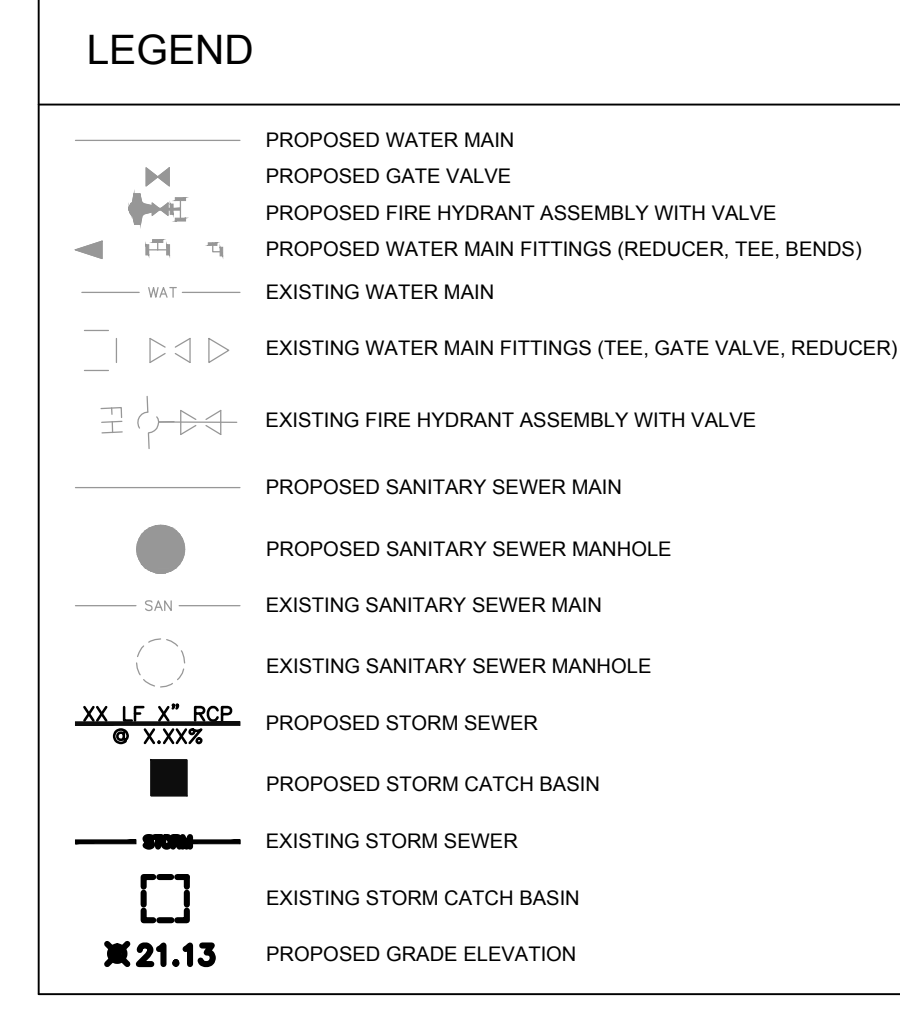 LEGEND
PROPOSED WATER MAIN
PROPOSED GATE VALVE
PROPOSED FIRE HYDRANT ASSEMBLY WITH VALVE
PROPOSED WATER MAIN FITTINGS (REDUCER, TEE, BENDS)
WAT EXISTING WATER MAIN
EXISTING WATER MAIN FITTINGS (TEE, GATE VALVE, REDUCER)
FH EXISTING FIRE HYDRANT ASSEMBLY WITH VALVE
PROPOSED SANITARY SEWER MAIN
PROPOSED SANITARY SEWER MANHOLE
SAN EXISTING SANITARY SEWER MAIN
EXISTING SANITARY SEWER MANHOLE
XX LF X" RCP
@ X.XX%
PROPOSED STORM SEWER
PROPOSED STORM CATCH BASIN
STORM EXISTING STORM SEWER
EXISTING STORM CATCH BASIN
21.13 PROPOSED GRADE ELEVATION